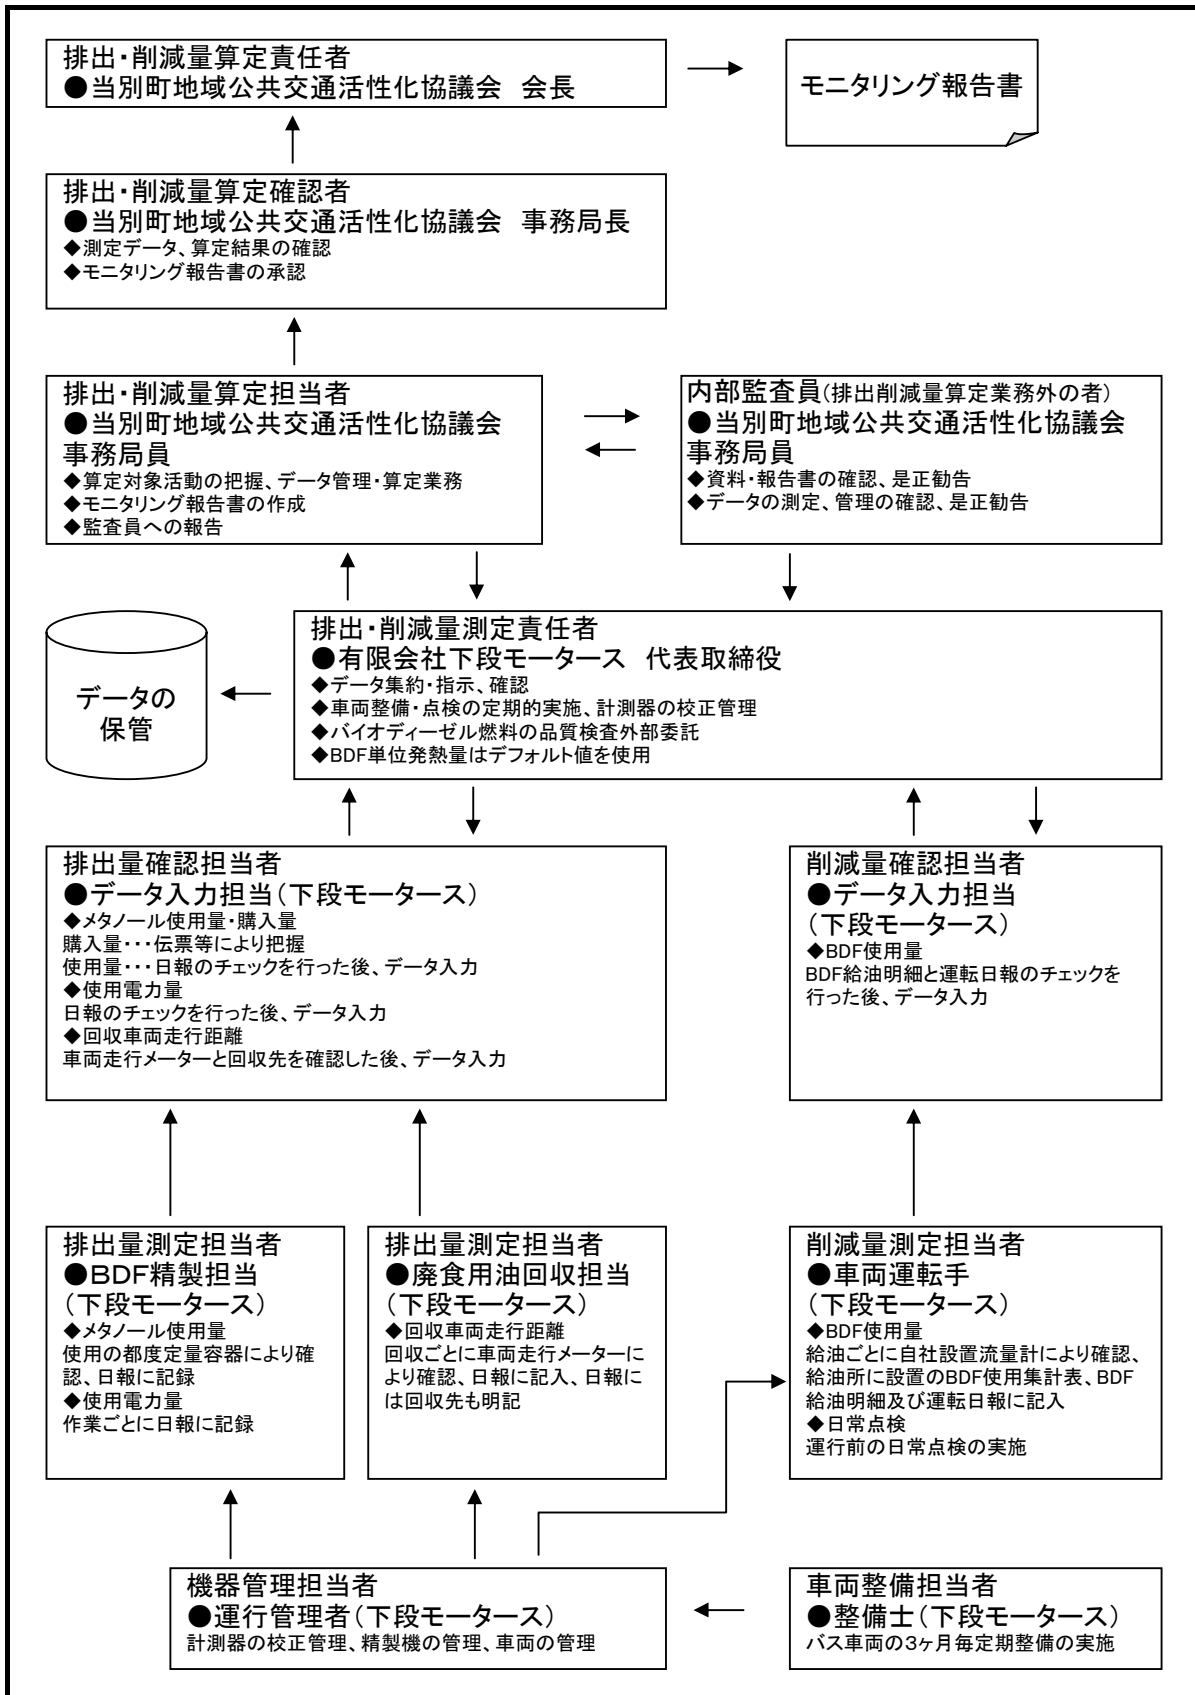 排出・削減量算定責任者
●当別町地域公共交通活性化協議会　会長
モニタリング報告書
排出・削減量算定確認者
●当別町地域公共交通活性化協議会　事務局長
◆測定データ、算定結果の確認
◆モニタリング報告書の承認
排出・削減量算定担当者
●当別町地域公共交通活性化協議会
事務局員
◆算定対象活動の把握、データ管理・算定業務
◆モニタリング報告書の作成
◆監査員への報告
内部監査員(排出削減量算定業務外の者)
●当別町地域公共交通活性化協議会
事務局員
◆資料・報告書の確認、是正勧告
◆データの測定、管理の確認、是正勧告
データの
保管
排出・削減量測定責任者
●有限会社下段モータース　代表取締役
◆データ集約・指示、確認
◆車両整備・点検の定期的実施、計測器の校正管理
◆バイオディーゼル燃料の品質検査外部委託
◆BDF単位発熱量はデフォルト値を使用
排出量確認担当者
●データ入力担当(下段モータース)
◆メタノール使用量・購入量
購入量・・・伝票等により把握
使用量・・・日報のチェックを行った後、データ入力
◆使用電力量
日報のチェックを行った後、データ入力
◆回収車両走行距離
車両走行メーターと回収先を確認した後、データ入力
削減量確認担当者
●データ入力担当
(下段モータース)
◆BDF使用量
BDF給油明細と運転日報のチェックを
行った後、データ入力
排出量測定担当者
●BDF精製担当
(下段モータース)
◆メタノール使用量
使用の都度定量容器により確
認、日報に記録
◆使用電力量
作業ごとに日報に記録
排出量測定担当者
●廃食用油回収担当
(下段モータース)
◆回収車両走行距離
回収ごとに車両走行メーターに
より確認、日報に記入、日報に
は回収先も明記
削減量測定担当者
●車両運転手
(下段モータース)
◆BDF使用量
給油ごとに自社設置流量計により確認、
給油所に設置のBDF使用集計表、BDF
給油明細及び運転日報に記入
◆日常点検
運行前の日常点検の実施
機器管理担当者
●運行管理者(下段モータース)
計測器の校正管理、精製機の管理、車両の管理
車両整備担当者
●整備士(下段モータース)
バス車両の3ヶ月毎定期整備の実施